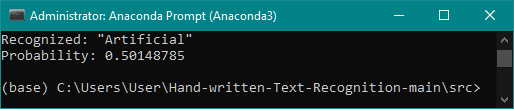 Administrator: Anaconda Prompt (Anaconda3)
Recognized: "Artificial"
Probability: 0.50148785
(base) C:\Users\User\Hand-written-Text-Recognition-main\src>